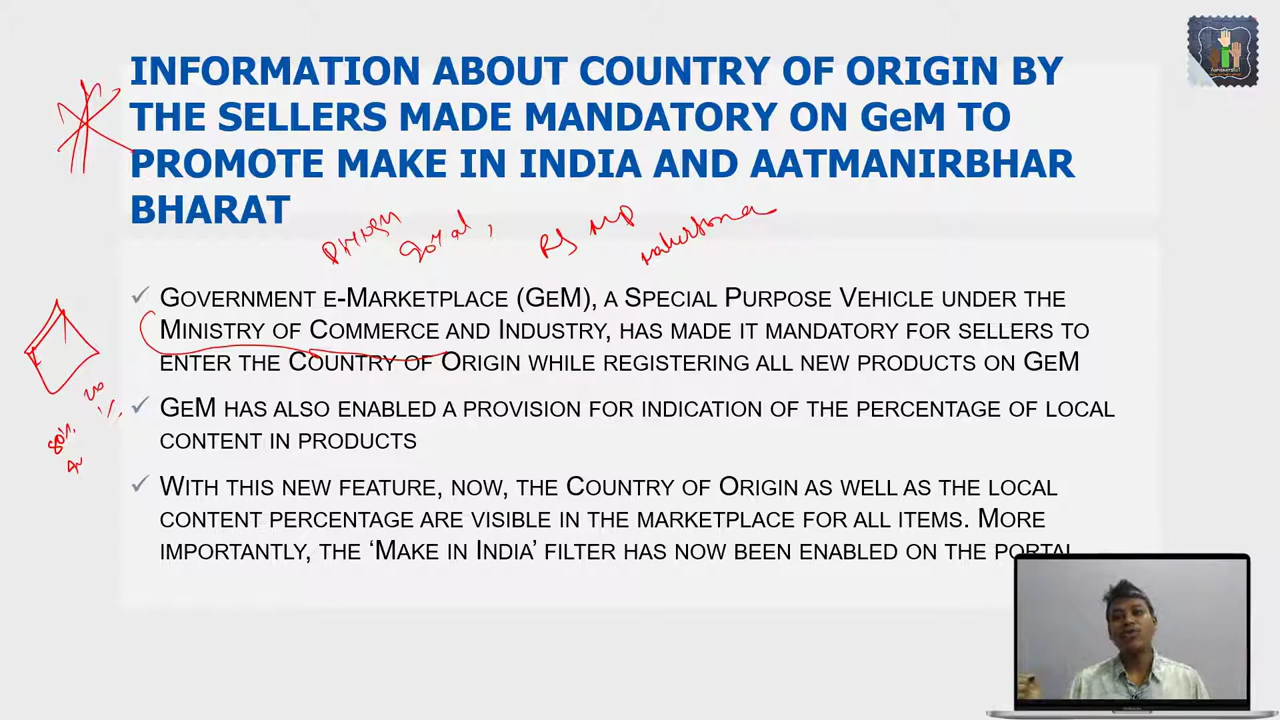 INFORMATION ABOUT COUNTRY OF ORIGIN BY
THE SELLERS MADE MANDATORY ON GeM TO
PROMOTE MAKE IN INDIA AND AATMANIRBHAR
BHARAT
Piyush Goyal, RS MP
✓ GOVERNMENT E-MARKETPLACE (GEM), A SPECIAL PURPOSE VEHICLE UNDER THE
MINISTRY OF COMMERCE AND INDUSTRY, HAS MADE IT MANDATORY FOR SELLERS TO
ENTER THE COUNTRY OF ORIGIN WHILE REGISTERING ALL NEW PRODUCTS ON GEM
✓ GEM HAS ALSO ENABLED A PROVISION FOR INDICATION OF THE PERCENTAGE OF LOCAL
CONTENT IN PRODUCTS
80%
✓ WITH THIS NEW FEATURE, NOW, THE COUNTRY OF ORIGIN AS WELL AS THE LOCAL
CONTENT PERCENTAGE ARE VISIBLE IN THE MARKETPLACE FOR ALL ITEMS. MORE
IMPORTANTLY, THE ‘MAKE IN INDIA’ FILTER HAS NOW BEEN ENABLED ON THE PORTAL